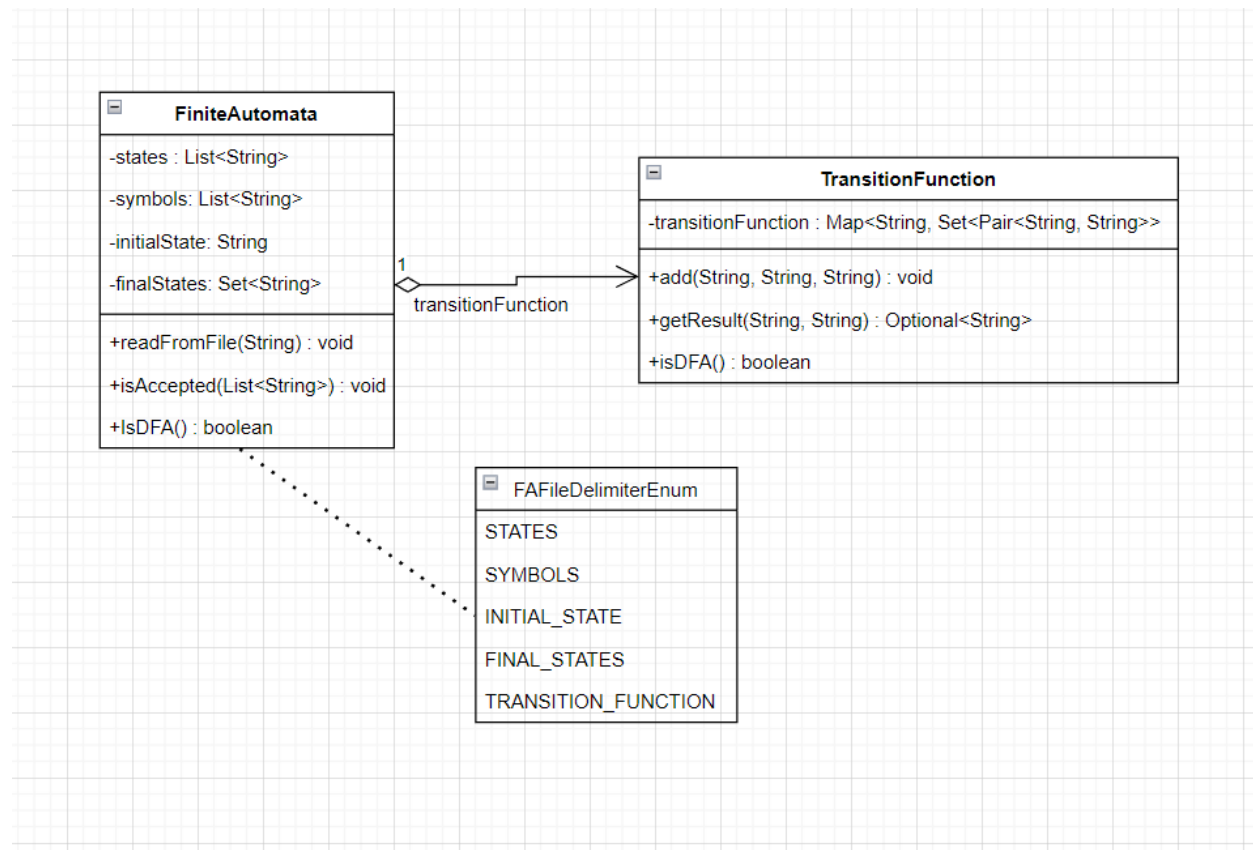 FiniteAutomata
-states : List<String>
-symbols: List<String>
-initialState: String
-finalStates: Set<String>
+readFromFile(String) : void
+isAccepted(List<String>) : void
+IsDFA() : boolean
1
transitionFunction
TransitionFunction
-transitionFunction : Map<String, Set<Pair<String, String>>
+add(String, String, String) : void
+getResult(String, String) : Optional<String>
+isDFA() : boolean
FAFileDelimiterEnum
STATES
SYMBOLS
INITIAL_STATE
FINAL_STATES
TRANSITION_FUNCTION